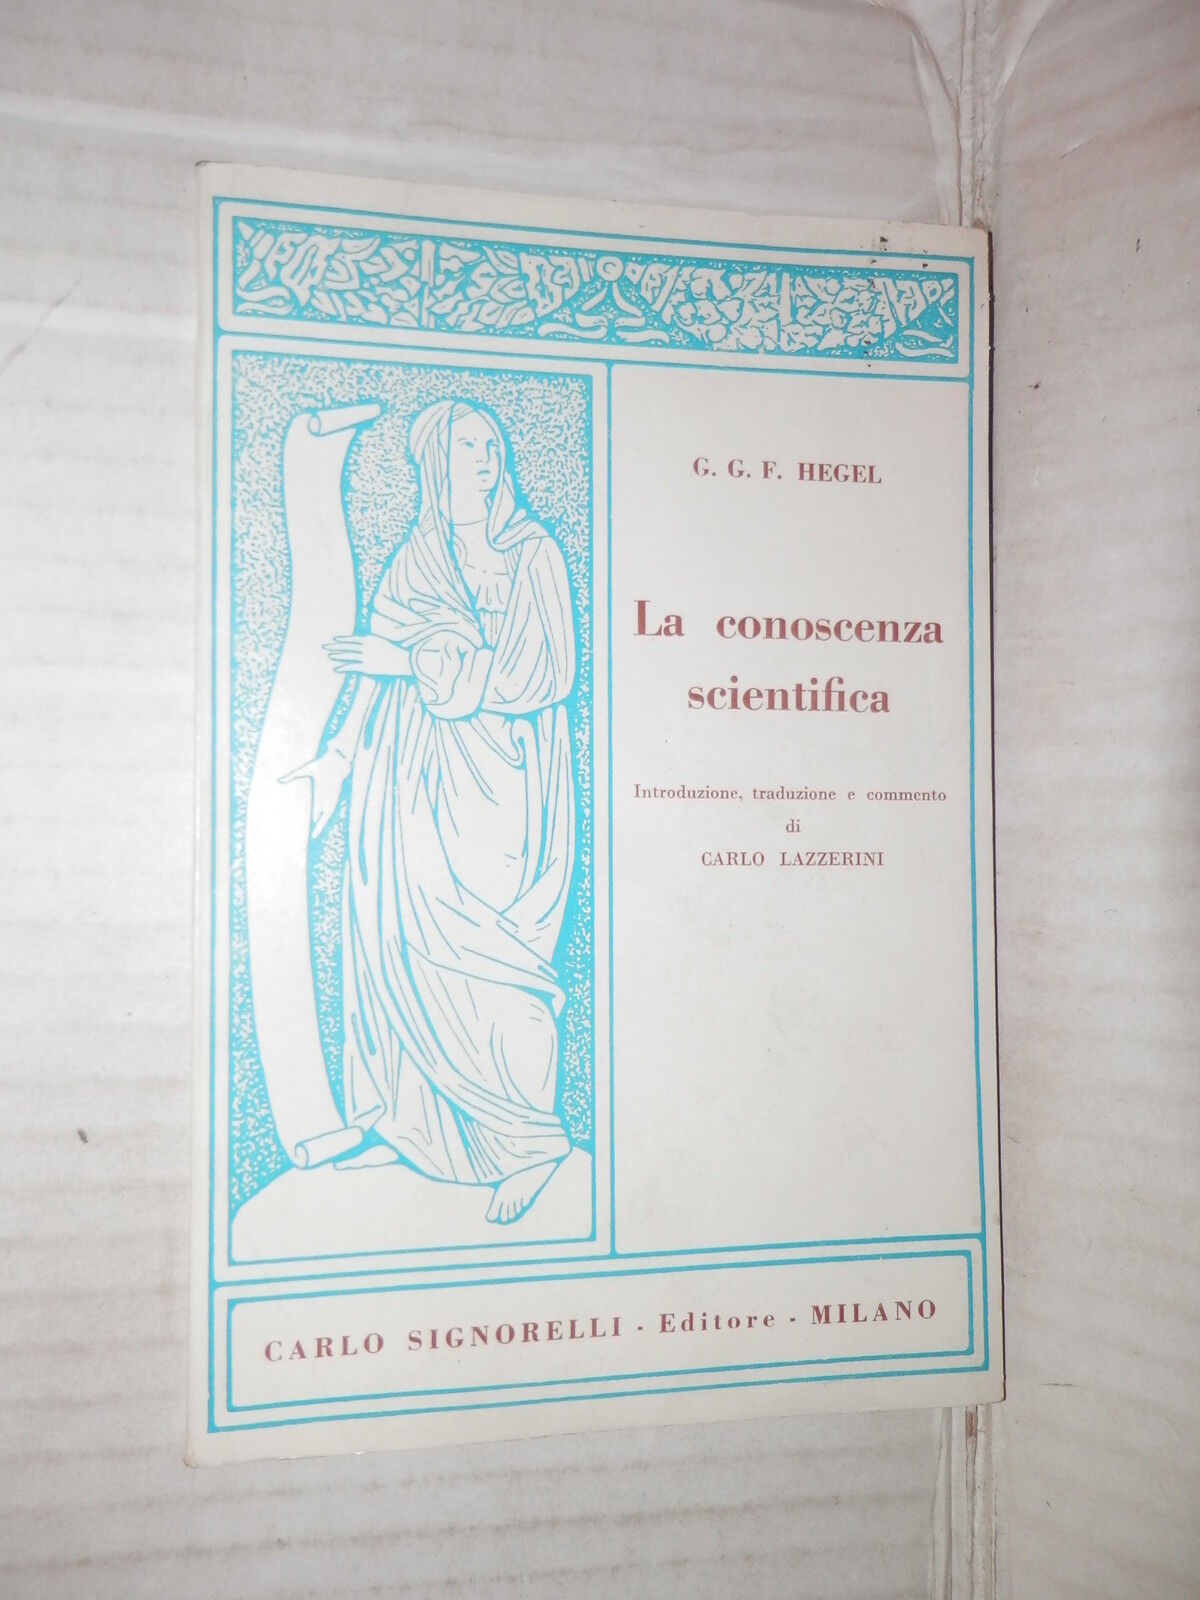 G. G. F. HEGEL
La conoscenza
scientifica
Introduzione, traduzione e commento
di
CARLO LAZZERINI
CARLO SIGNORELLI - Editore - MILANO